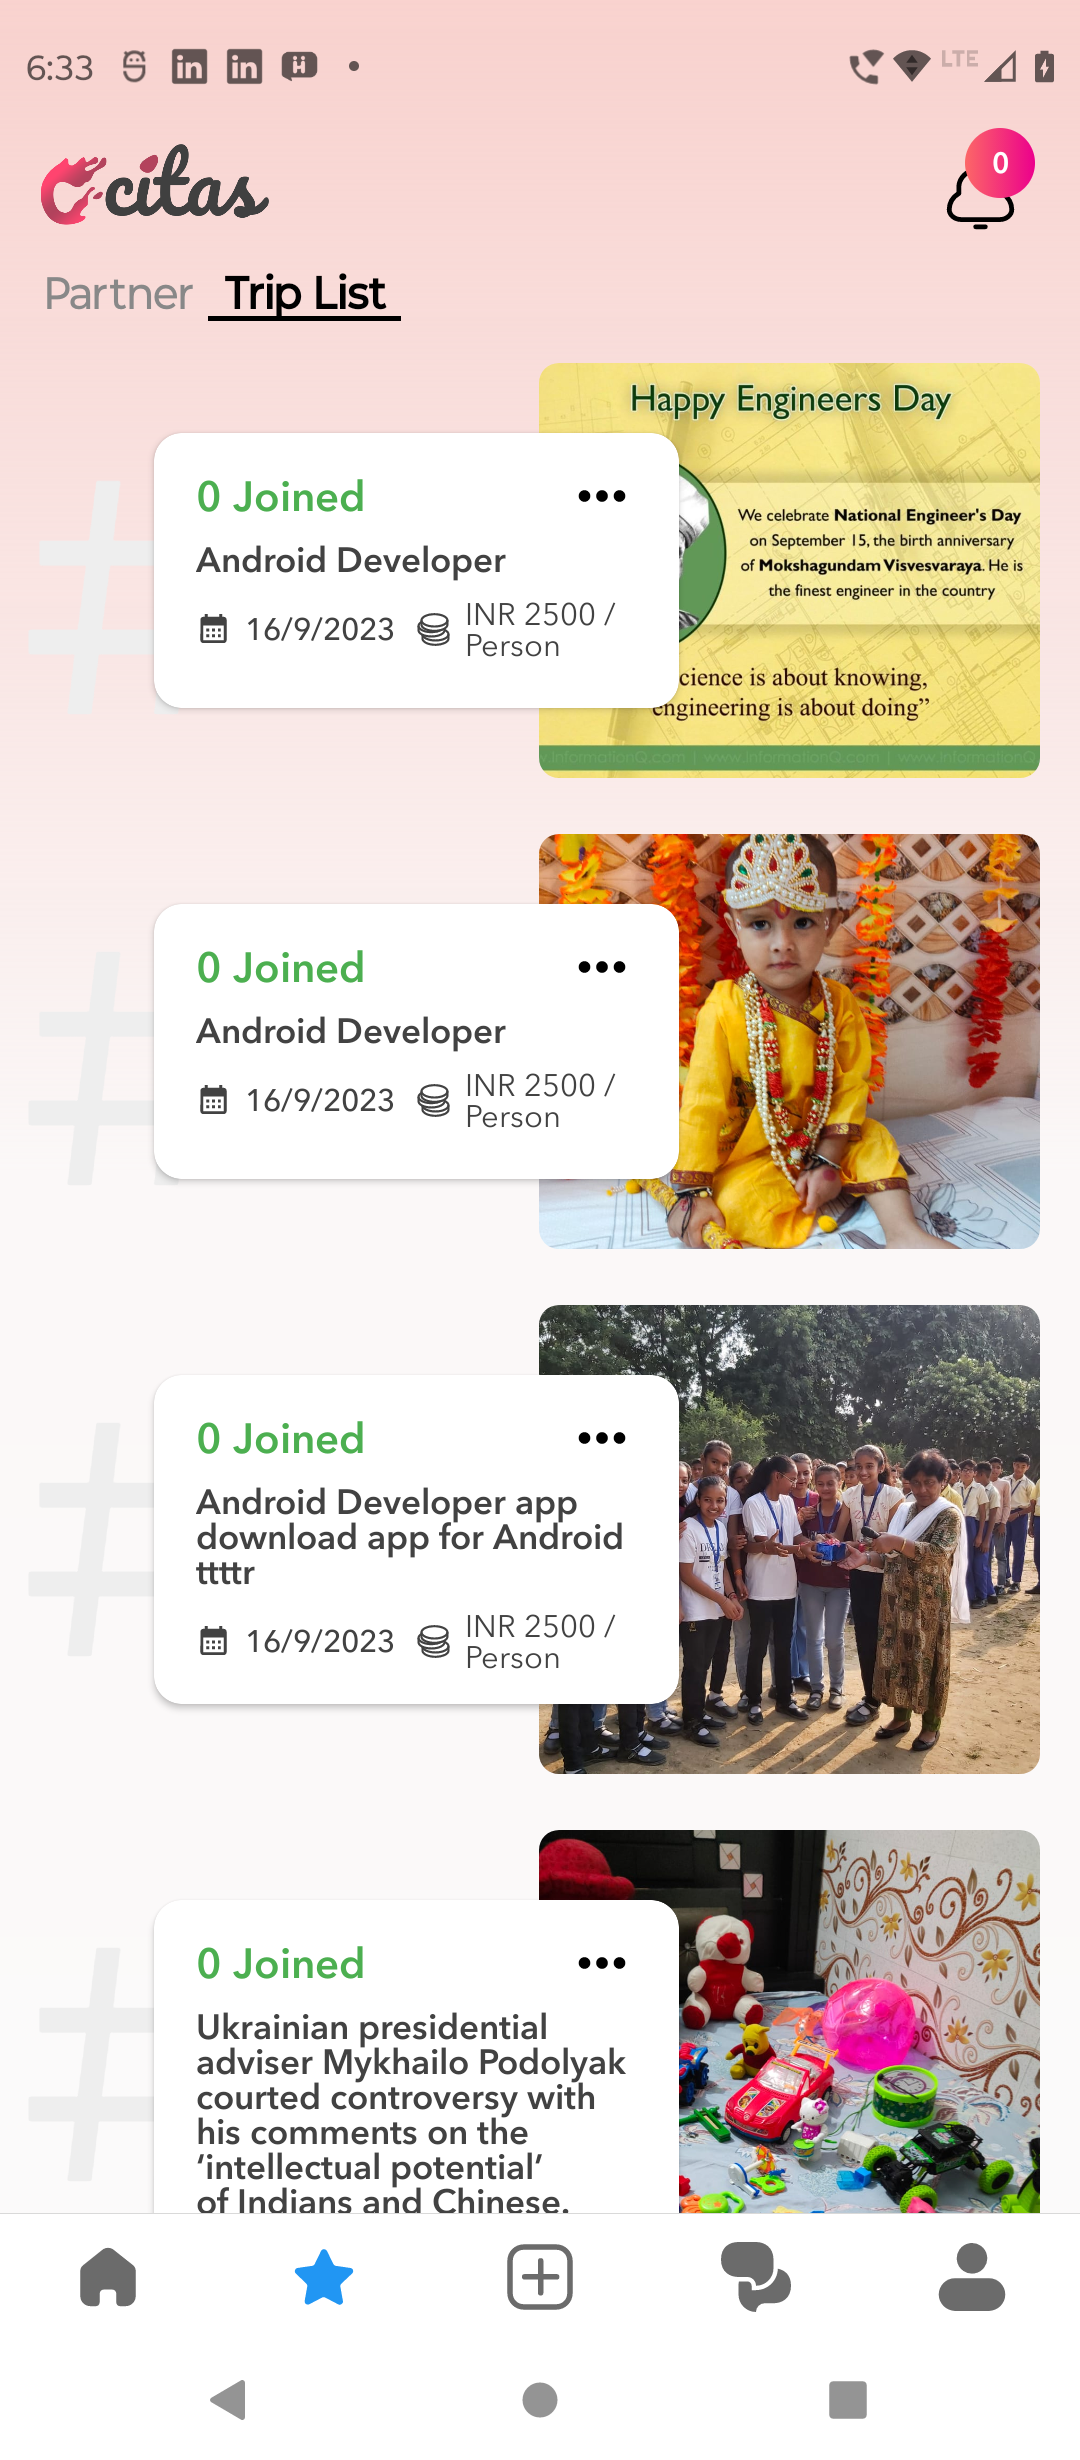 6:33
LTE
citas
0
Partner
Trip List
#
0 Joined
Android Developer
16/9/2023
INR 2500 /
Person
Happy Engineers Day
We celebrate National Engineer's Day
on September 15, the birth anniversary
of Mokshagundam Visvesvaraya. He is
the finest engineer in the country
cience is about knowing,
engineering is about doing”
www.informationQ.com
#
0 Joined
Android Developer
16/9/2023
INR 2500 /
Person
#
0 Joined
Android Developer app
download app for Android
ttttr
16/9/2023
INR 2500 /
Person
#
0 Joined
Ukrainian presidential
adviser Mykhailo Podolyak
courted controversy with
his comments on the
‘intellectual potential’
of Indians and Chinese.